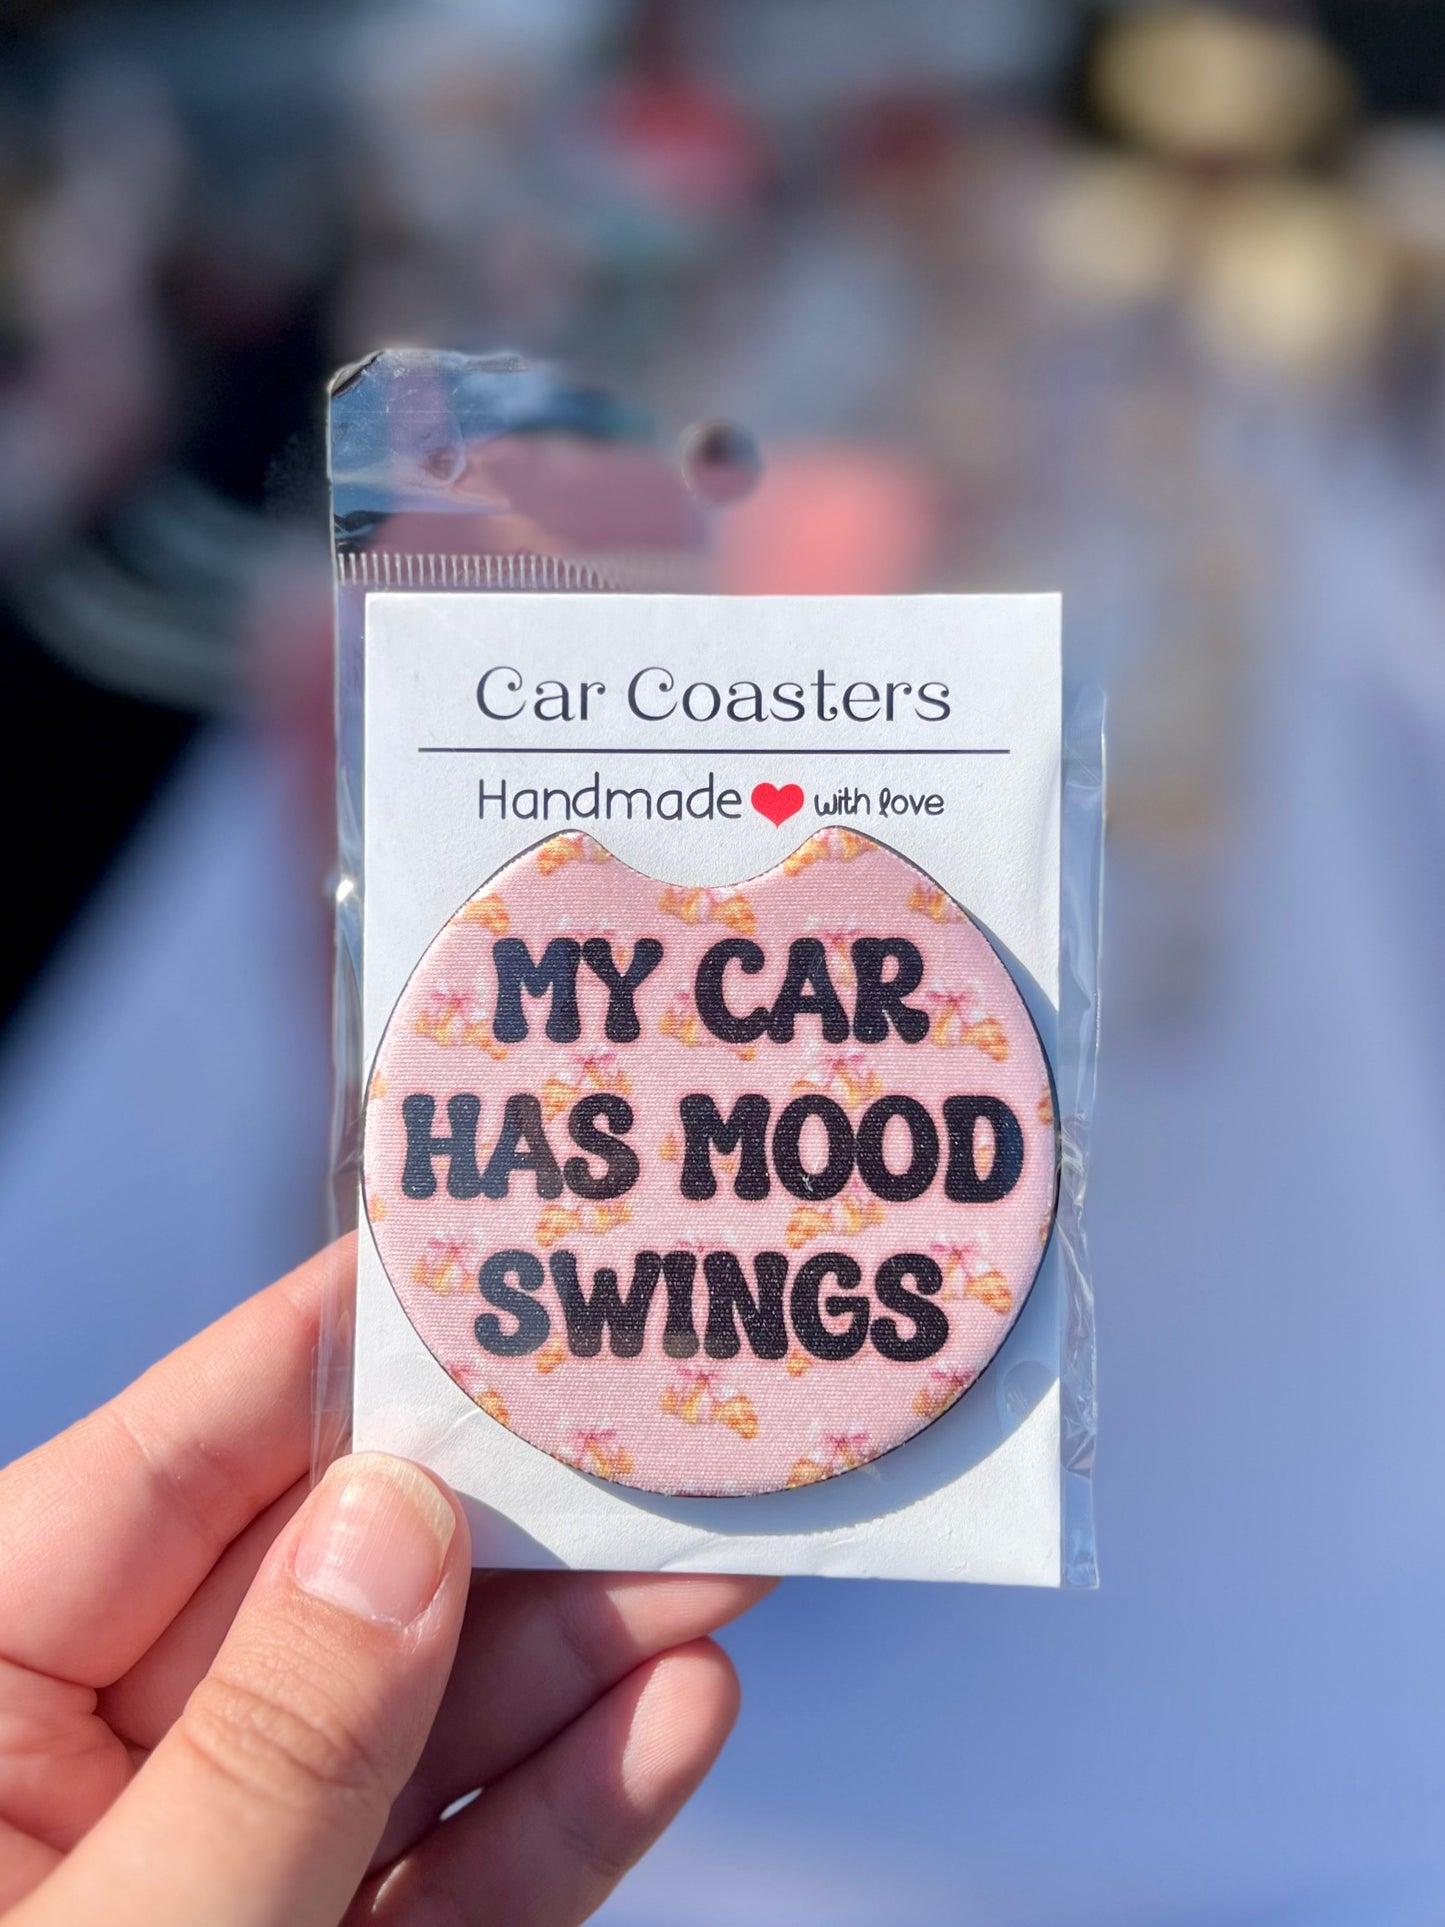 Car Coasters
Handmade with love
MY CAR
HAS MOOD
SWINGS